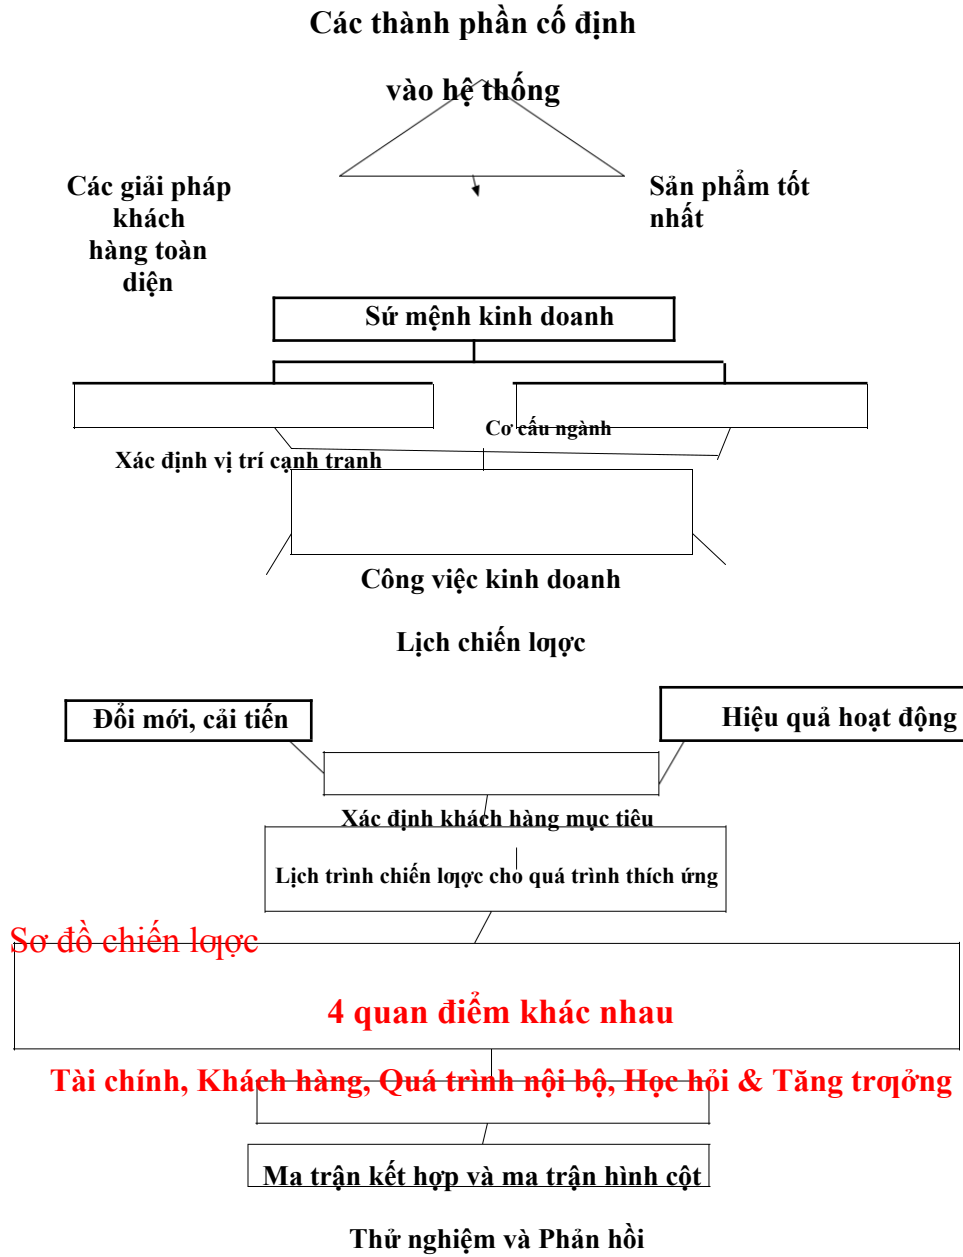 Các thành phần cố định
vào hệ thống
Các giải pháp
khách
hàng toàn
diện
Sản phẩm tốt
nhất
Sứ mệnh kinh doanh
Cơ cấu ngành
Xác định vị trí cạnh tranh
Công việc kinh doanh
Lịch chiến lƣợc
Đổi mới, cải tiến
Hiệu quả hoạt động
Xác định khách hàng mục tiêu
Lịch trình chiến lƣợc cho quá trình thích ứng
Sơ đồ chiến lƣợc
4 quan điểm khác nhau
Tài chính, Khách hàng, Quá trình nội bộ, Học hỏi & Tăng trƣởng
Ma trận kết hợp và ma trận hình cột
Thử nghiệm và Phản hồi